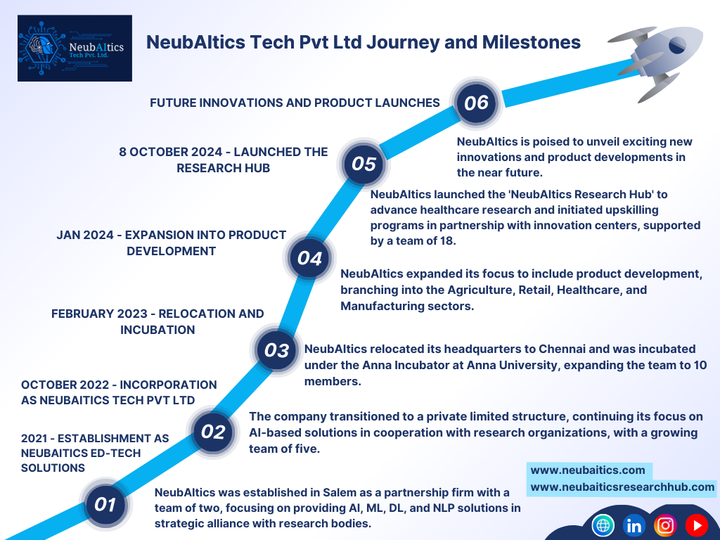 NeubAItics
Tech Pvt. Ltd.
NeubAItics Tech Pvt Ltd Journey and Milestones
06
FUTURE INNOVATIONS AND PRODUCT LAUNCHES
NeubAItics is poised to unveil exciting new
innovations and product developments in
the near future.
05
8 OCTOBER 2024 - LAUNCHED THE
RESEARCH HUB
NeubAItics launched the 'NeubAItics Research Hub' to
advance healthcare research and initiated upskilling
programs in partnership with innovation centers, supported
by a team of 18.
04
JAN 2024 - EXPANSION INTO PRODUCT
DEVELOPMENT
NeubAItics expanded its focus to include product development,
branching into the Agriculture, Retail, Healthcare, and
Manufacturing sectors.
03
FEBRUARY 2023 - RELOCATION AND
INCUBATION
NeubAItics relocated its headquarters to Chennai and was incubated
under the Anna Incubator at Anna University, expanding the team to 10
members.
02
OCTOBER 2022 - INCORPORATION
AS NEUBAITICS TECH PVT LTD
The company transitioned to a private limited structure, continuing its focus on
AI-based solutions in cooperation with research organizations, with a growing
team of five.
01
2021 - ESTABLISHMENT AS
NEUBAITICS ED-TECH
SOLUTIONS
NeubAItics was established in Salem as a partnership firm with a
team of two, focusing on providing AI, ML, DL, and NLP solutions in
strategic alliance with research bodies.
www.neubaitics.com
www.neubaiticsresearchhub.com
in